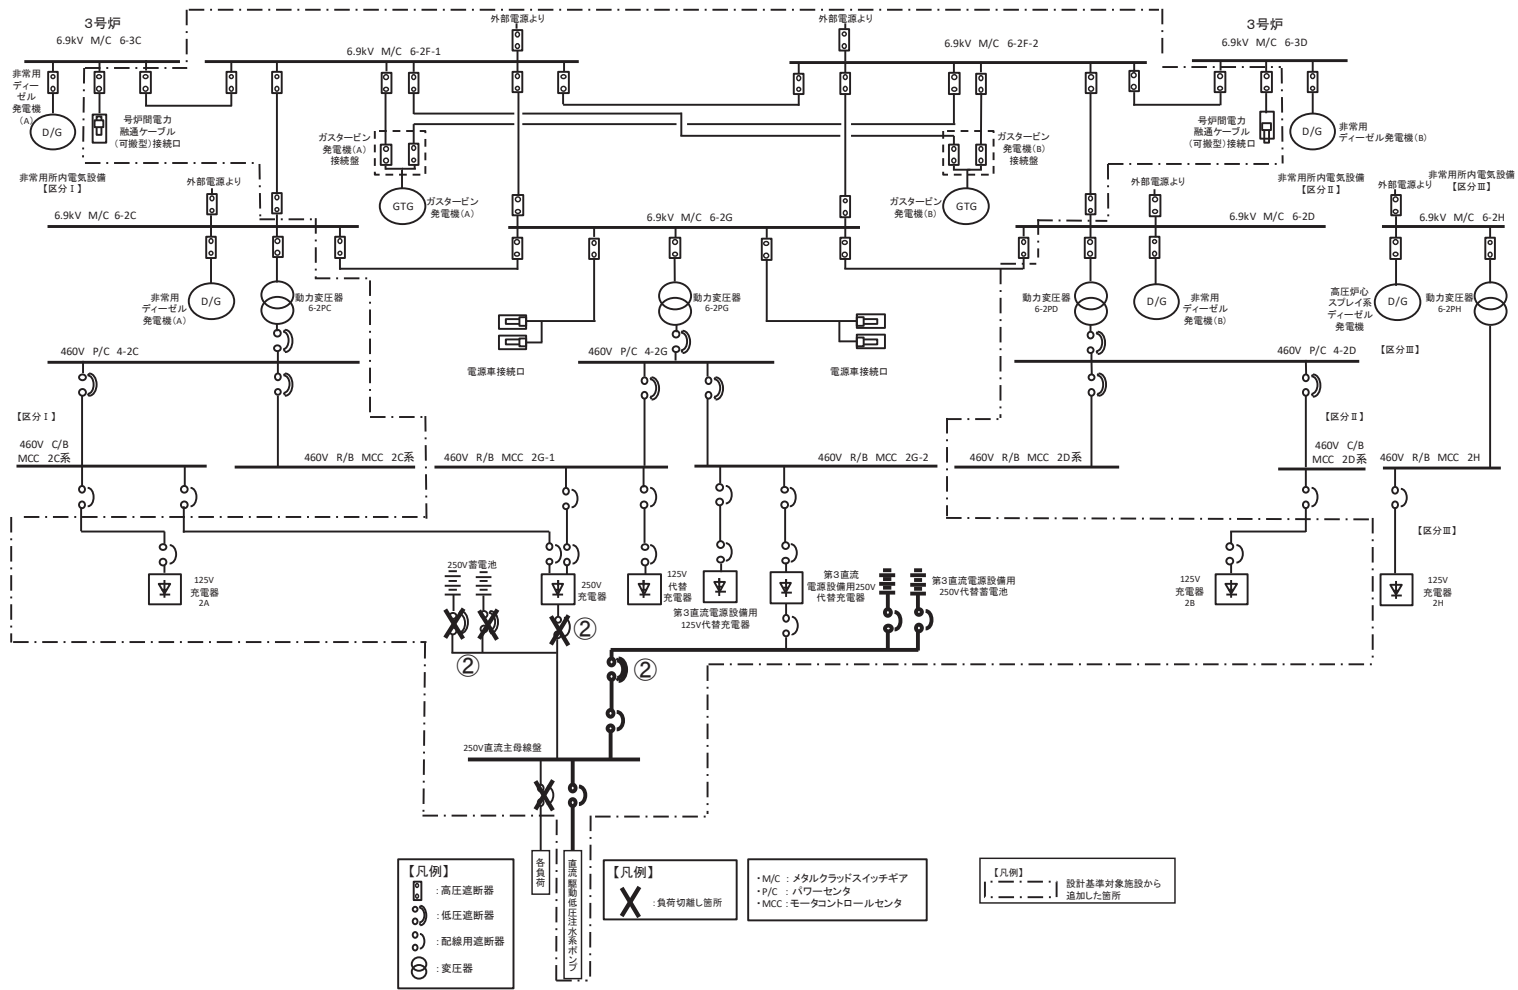 3号炉
6.9kV M/C 6-3C
外部電源より
6.9kV M/C 6-2F-1
外部電源より
6.9kV M/C 6-2F-2
3号炉
6.9kV M/C 6-3D
非常用
ディー
ゼル
発電機
(A)
D/G
号炉間電力
融通ケーブル
(可搬型)接続口
ガスタービン
発電機(A)
接続盤
GTG
ガスタービン
発電機(A)
ガスタービン
発電機(B)
接続盤
ガスタービン
発電機(B)
GTG
号炉間電力
融通ケーブル
(可搬型)接続口
D/G
非常用
ディーゼル発電機(B)
非常用所内電気設備
【区分Ⅰ】
外部電源より
6.9kV M/C 6-2C
6.9kV M/C 6-2G
外部電源より
非常用所内電気設備
【区分Ⅱ】
6.9kV M/C 6-2D
非常用所内電気設備
【区分Ⅲ】
外部電源より
6.9kV M/C 6-2H
非常用
ディーゼル
発電機(A)
D/G
動力変圧器
6-2PC
動力変圧器
6-2PG
動力変圧器
6-2PD
D/G
非常用
ディーゼル
発電機(B)
高圧炉心
スプレイ系
ディーゼル
発電機
D/G
動力変圧器
6-2PH
460V P/C 4-2C
電源車接続口
460V P/C 4-2G
電源車接続口
460V P/C 4-2D
【区分Ⅲ】
【区分Ⅰ】
【区分Ⅱ】
460V C/B
MCC 2C系
460V R/B MCC 2C系
460V R/B MCC 2G-1
460V R/B MCC 2G-2
460V R/B MCC 2D系
460V C/B
MCC 2D系
460V R/B MCC 2H
【区分Ⅲ】
125V
充電器
2A
250V蓄電池
250V
充電器
125V
代替
充電器
第3直流電源設備用
125V代替充電器
第3直流
電源設備用250V
代替充電器
第3直流電源設備用
250V代替蓄電池
125V
充電器
2B
125V
充電器
2H
②
②
②
250V直流主母線盤
各負荷
直流駆動低圧注水系ポンプ
【凡例】
:高圧遮断器
:低圧遮断器
:配線用遮断器
:変圧器
【凡例】
:負荷切離し箇所
・M/C :メタルクラッドスイッチギア
・P/C :パワーセンタ
・MCC :モータコントロールセンタ
【凡例】
設計基準対象施設から
追加した箇所